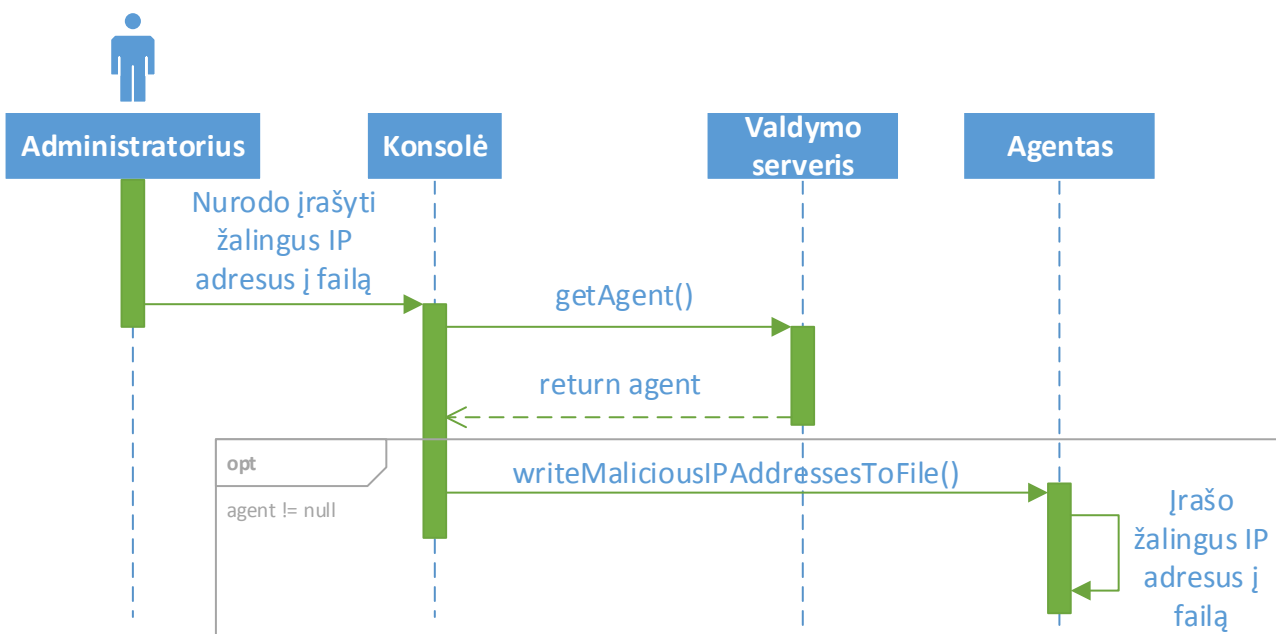 Administratorius
Konsolė
Valdymo
serveris
Agentas
Nurodo įrašyti
žalingus IP
adresus į failą
getAgent()
return agent
opt
agent != null
writeMaliciousIPAddressesToFile()
Įrašo
žalingus IP
adresus į
failą